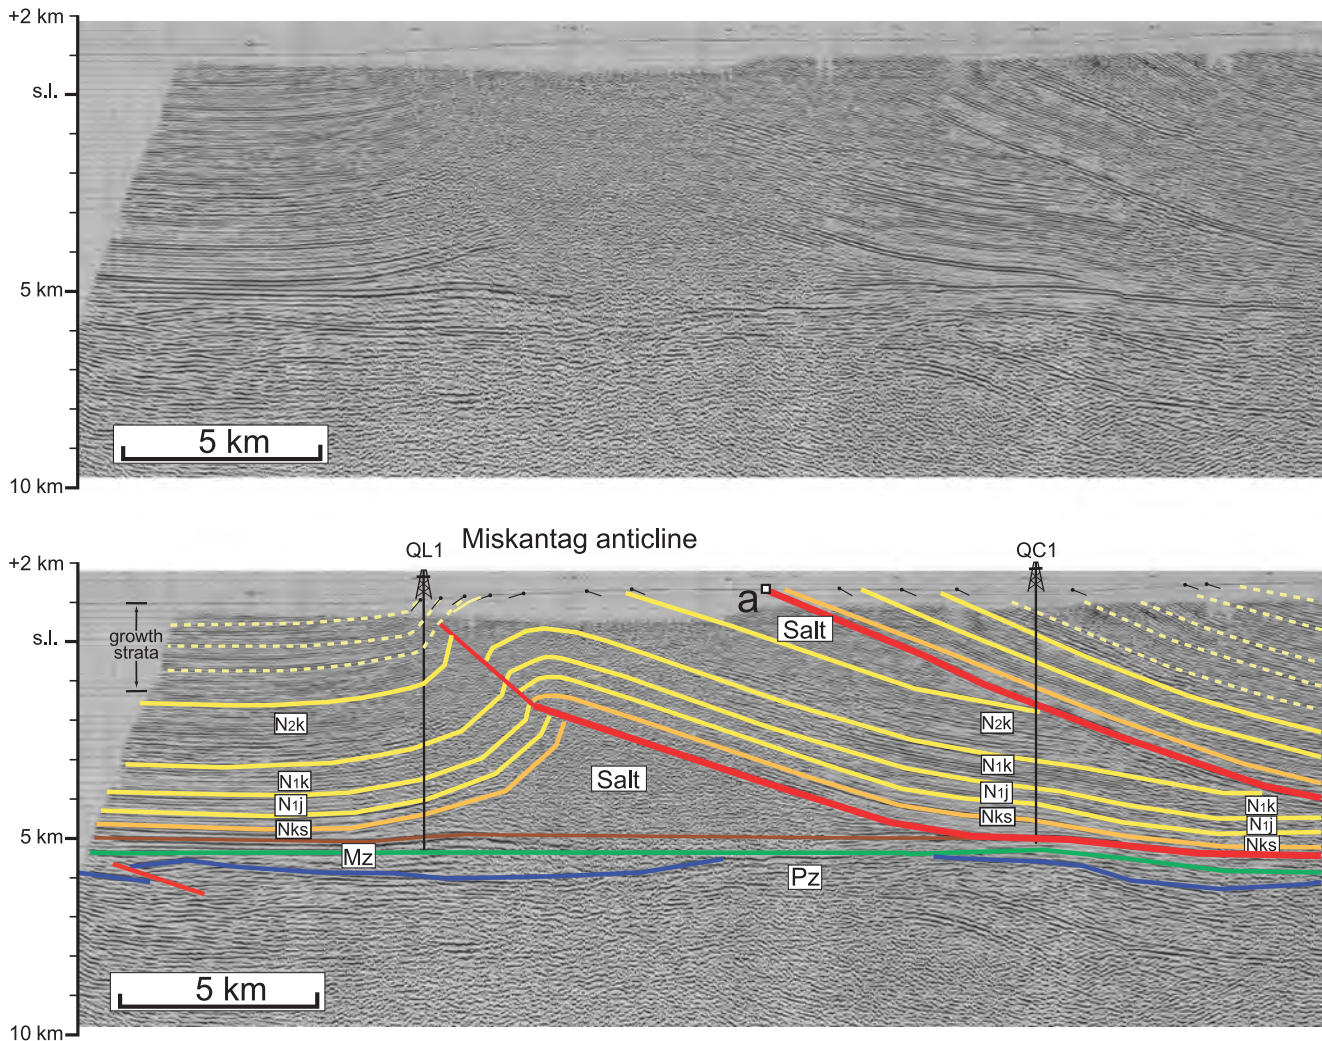 +2 km
s.l.
5 km
5 km
10 km
Miskantag anticline
QL1
QC1
+2 km
a
Salt
growth
strata
s.l.
N2k
N2k
N1k
Salt
N1k
N1j
N1j
N1k
Nks
Nks
N1j
5 km
Nks
Mz
Pz
5 km
10 km